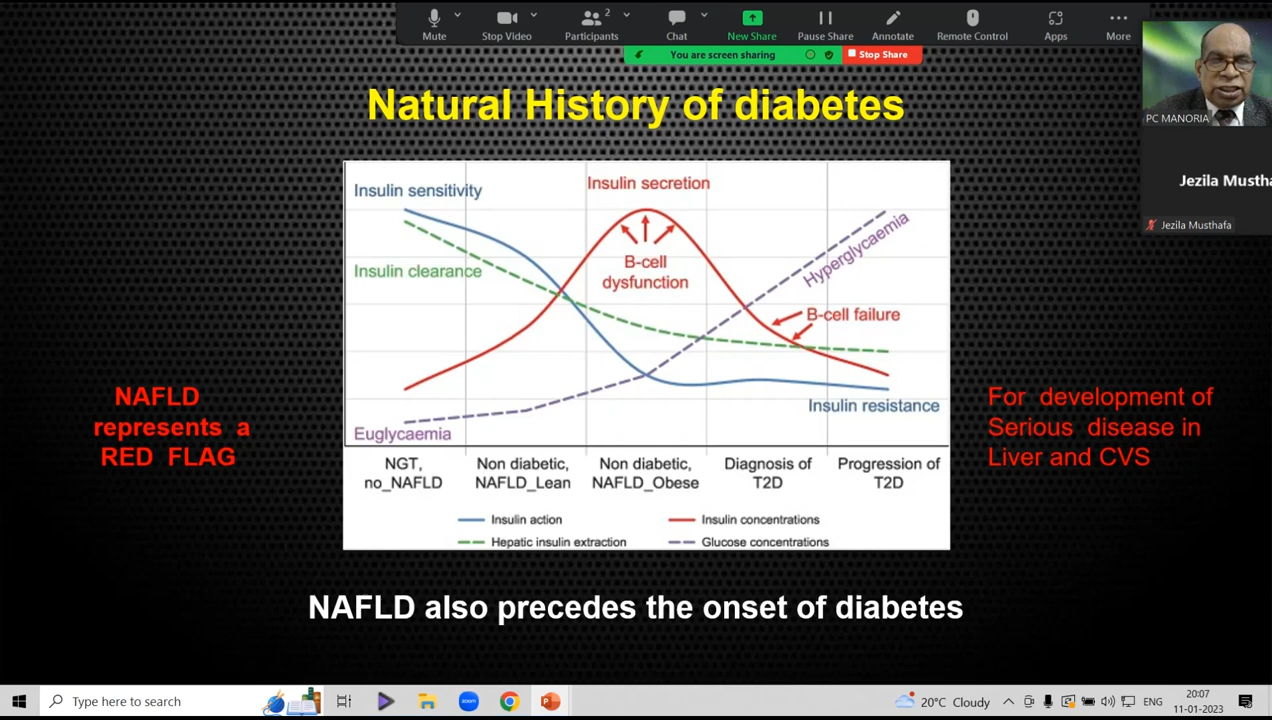 2
Mute
Stop Video
Participants
Chat
New Share
Pause Share
Annotate
Remote Control
Apps
More
You are screen sharing
Stop Share
Natural History of diabetes
PC MANORIA
Jezila Mustha
Jezila Musthafa
Insulin sensitivity
Insulin secretion
Insulin clearance
B-cell
dysfunction
Hyperglycaemia
B-cell failure
Insulin resistance
Euglycaemia
NGT,
no_NAFLD
Non diabetic,
NAFLD_Lean
Non diabetic,
NAFLD_Obese
Diagnosis of
T2D
Progression of
T2D
Insulin action
Insulin concentrations
Hepatic insulin extraction
Glucose concentrations
NAFLD
represents a
RED FLAG
For development of
Serious disease in
Liver and CVS
NAFLD also precedes the onset of diabetes
Type here to search
zoom
20°C Cloudy
ENG
20:07
11-01-2023